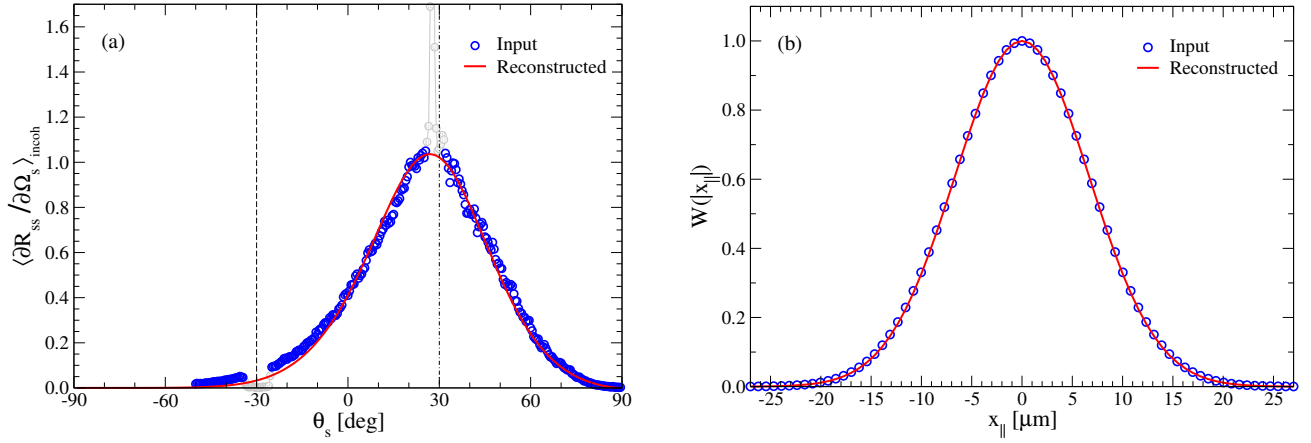 (a)
Input
Reconstructed
⟨∂R_ss /∂Ω_s⟩_incoh
1.6
1.4
1.2
1.0
0.8
0.6
0.4
0.2
0.0
-90 -60 -30 0 30 60 90
θ_s [deg]
(b)
Input
Reconstructed
W(|x_∥|)
1.0
0.8
0.6
0.4
0.2
0.0
-25 -20 -15 -10 -5 0 5 10 15 20 25
x_∥ [μm]